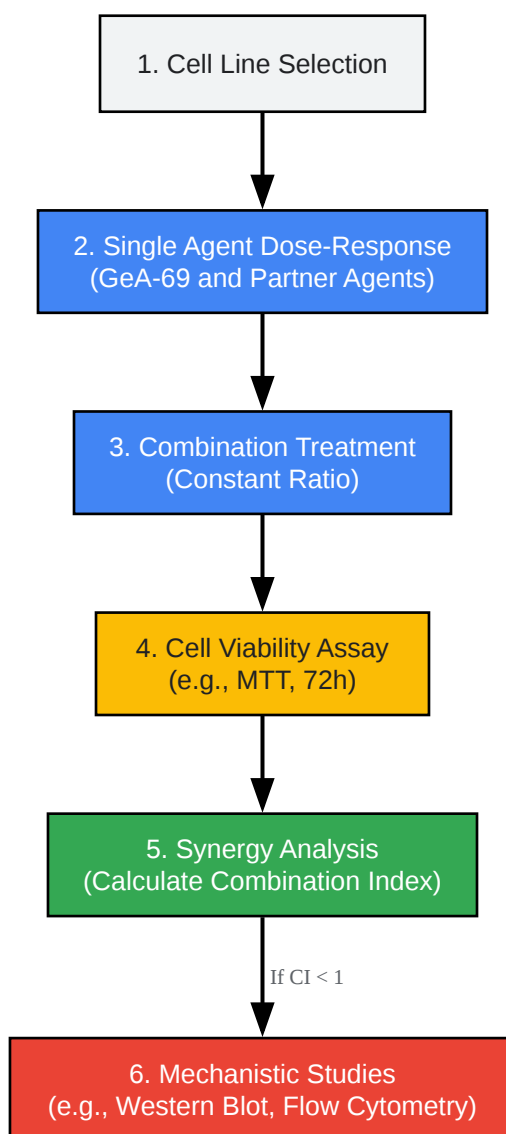 1. Cell Line Selection
2. Single Agent Dose-Response
(GeA-69 and Partner Agents)
3. Combination Treatment
(Constant Ratio)
4. Cell Viability Assay
(e.g., MTT, 72h)
5. Synergy Analysis
(Calculate Combination Index)
If CI < 1
6. Mechanistic Studies
(e.g., Western Blot, Flow Cytometry)